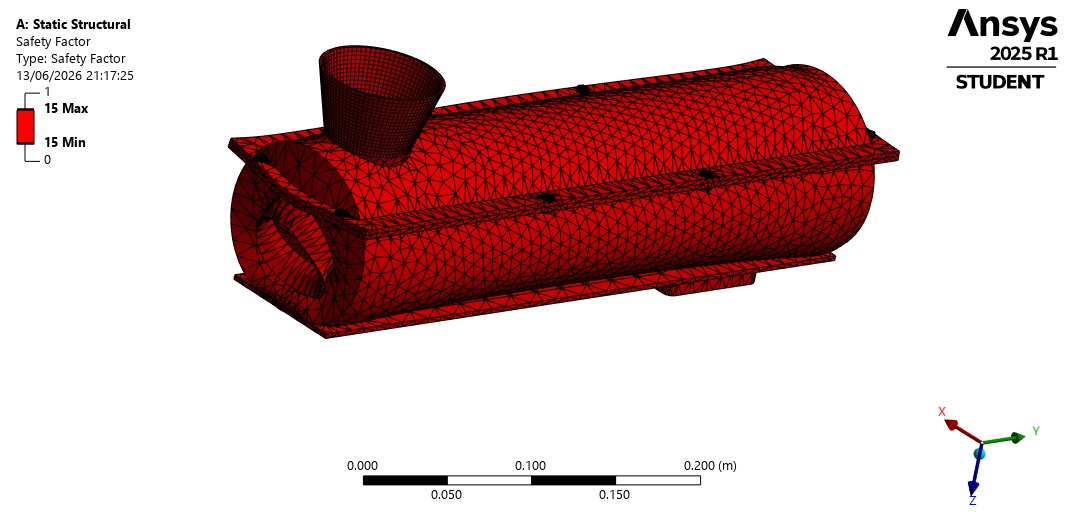 A: Static Structural
Safety Factor
Type: Safety Factor
13/06/2026 21:17:25
1
15 Max
15 Min
0
Ansys
2025 R1
STUDENT
0.000
0.100
0.200 (m)
0.050
0.150
X
Y
Z